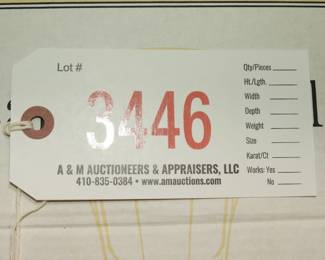 Lot #
3446
Qty/Pieces
Ht./Lgth.
Width
Depth
Weight
Size
Karat/Ct
Works: Yes
No
A & M AUCTIONEERS & APPRAISERS, LLC
410-835-0384 • www.amauctions.com